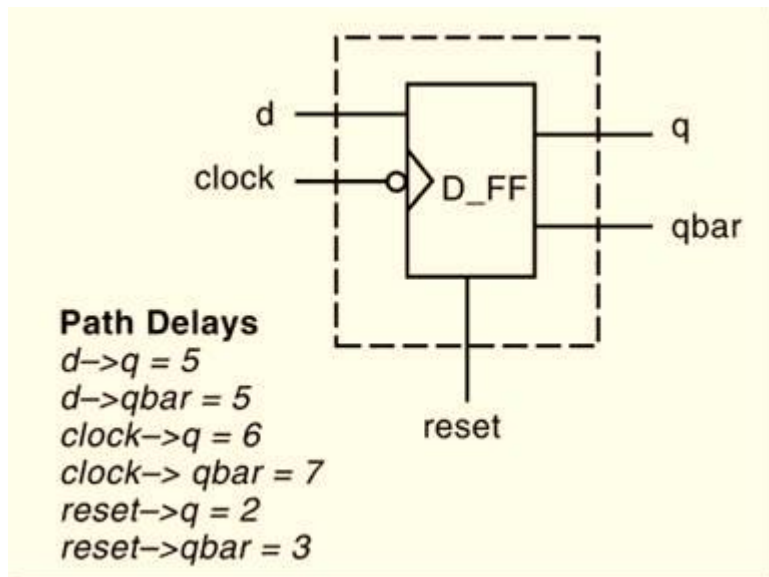 d
q
clock
D_FF
qbar
reset
Path Delays
d–>q = 5
d–>qbar = 5
clock–>q = 6
clock–> qbar = 7
reset–>q = 2
reset–>qbar = 3